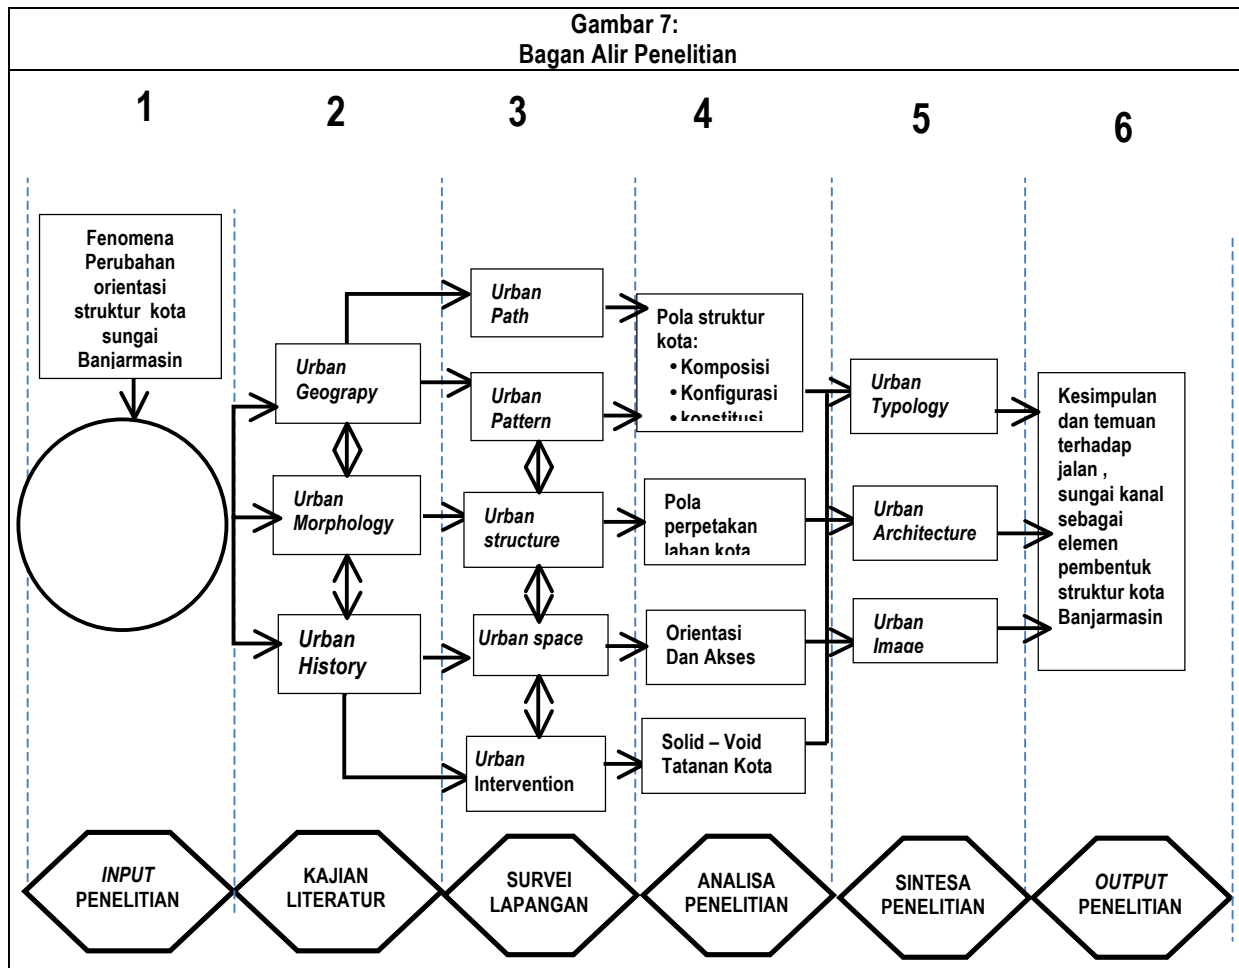 Gambar 7:
Bagan Alir Penelitian
1
2
3
4
5
6
Fenomena
Perubahan
orientasi
struktur kota
sungai
Banjarmasin
Urban
Geograpy
Urban
Morphology
Urban
History
Urban
Path
Urban
Pattern
Urban
structure
Urban space
Urban
Intervention
Pola struktur
kota:
• Komposisi
• Konfigurasi
• konstitusi
Pola
perpetakan
lahan kota
Orientasi
Dan Akses
Solid – Void
Tatanan Kota
Urban
Typology
Urban
Architecture
Urban
Image
Kesimpulan
dan temuan
terhadap
jalan ,
sungai kanal
sebagai
elemen
pembentuk
struktur kota
Banjarmasin
INPUT
PENELITIAN
KAJIAN
LITERATUR
SURVEI
LAPANGAN
ANALISA
PENELITIAN
SINTESA
PENELITIAN
OUTPUT
PENELITIAN